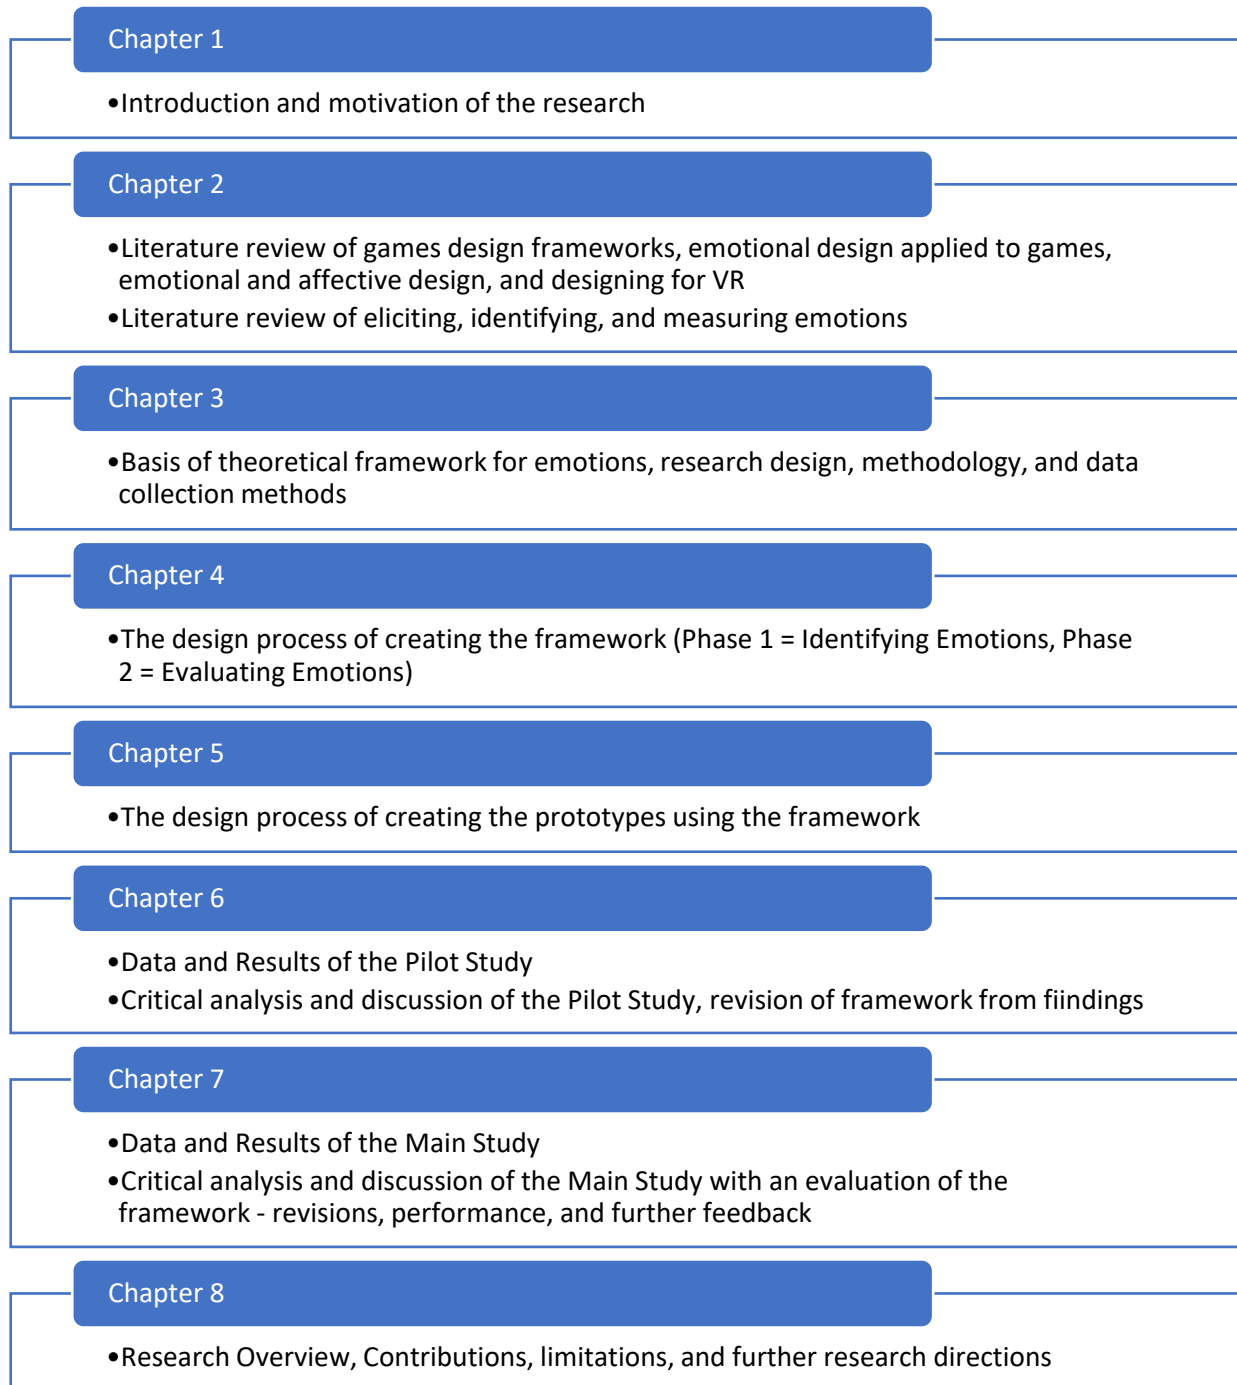 Chapter 1
•Introduction and motivation of the research
Chapter 2
•Literature review of games design frameworks, emotional design applied to games,
emotional and affective design, and designing for VR
•Literature review of eliciting, identifying, and measuring emotions
Chapter 3
•Basis of theoretical framework for emotions, research design, methodology, and data
collection methods
Chapter 4
•The design process of creating the framework (Phase 1 = Identifying Emotions, Phase
2 = Evaluating Emotions)
Chapter 5
•The design process of creating the prototypes using the framework
Chapter 6
•Data and Results of the Pilot Study
•Critical analysis and discussion of the Pilot Study, revision of framework from fiindings
Chapter 7
•Data and Results of the Main Study
•Critical analysis and discussion of the Main Study with an evaluation of the
framework - revisions, performance, and further feedback
Chapter 8
•Research Overview, Contributions, limitations, and further research directions